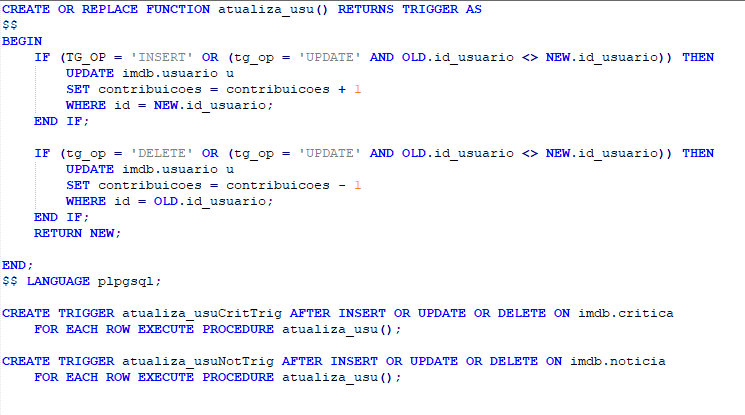 CREATE OR REPLACE FUNCTION atualiza_usu() RETURNS TRIGGER AS
$$
BEGIN
    IF (TG_OP = 'INSERT' OR (tg_op = 'UPDATE' AND OLD.id_usuario <> NEW.id_usuario)) THEN
        UPDATE imdb.usuario u
        SET contribuicoes = contribuicoes + 1
        WHERE id = NEW.id_usuario;
    END IF;

    IF (tg_op = 'DELETE' OR (tg_op = 'UPDATE' AND OLD.id_usuario <> NEW.id_usuario)) THEN
        UPDATE imdb.usuario u
        SET contribuicoes = contribuicoes - 1
        WHERE id = OLD.id_usuario;
    END IF;
    RETURN NEW;

END;
$$ LANGUAGE plpgsql;

CREATE TRIGGER atualiza_usuCritTrig AFTER INSERT OR UPDATE OR DELETE ON imdb.critica
    FOR EACH ROW EXECUTE PROCEDURE atualiza_usu();

CREATE TRIGGER atualiza_usuNotTrig AFTER INSERT OR UPDATE OR DELETE ON imdb.noticia
    FOR EACH ROW EXECUTE PROCEDURE atualiza_usu();